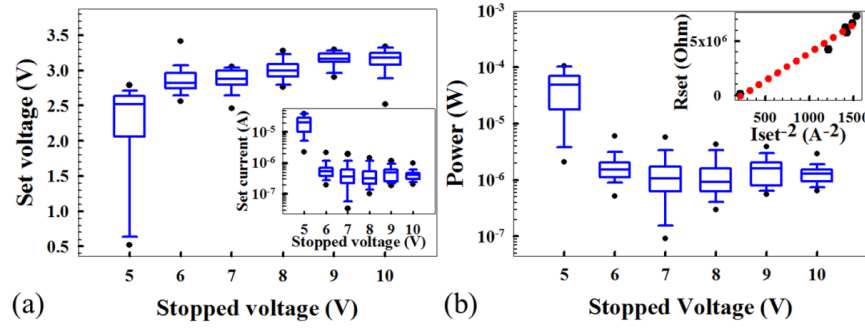 3.5
3.0
2.5
2.0
1.5
1.0
0.5
Set voltage (V)
5 6 7 8 9 10
Stopped voltage (V)
(a)
Set current (A)
10⁻⁵
10⁻⁶
10⁻⁷
5 6 7 8 9 10
Stopped voltage (V)
10⁻³
10⁻⁴
10⁻⁵
10⁻⁶
10⁻⁷
Power (W)
5 6 7 8 9 10
Stopped Voltage (V)
(b)
Rset (Ohm)
5x10⁶
0
500 1000 1500
Iset⁻² (A⁻²)